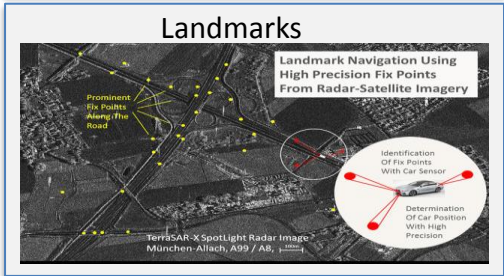 Landmarks
Landmark Navigation Using
High Precision Fix Points
From Radar-Satellite Imagery
Prominent
Fix Points
Along The
Road
Identification
Of Fix Points
With Car Sensor
Determination
Of Car Position
With High
Precision
TerraSAR-X SpotLight Radar Image
München-Allach, A99 / A8,
100m